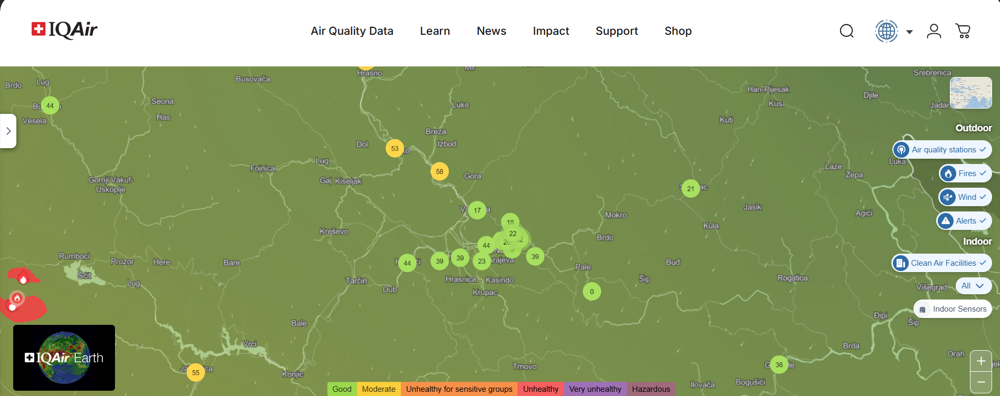 IQAir
Air Quality Data
Learn
News
Impact
Support
Shop
Hrasno
Srebrenica
Busovača
Brdo
Lug
Han-Pijesak
Djile
Seona
44
Luke
Jadar
Vesela
Has
Kuti
Outdoor
Breza
Izbod
Dol
53
Air quality stations
Lug
Luka
Fojnica
58
Gora
Laze
Žepa
Fires
Gornji Vakuf-
Uskoplje
Gaj
Kiseljak
21
Wind
17
Jasik
Agići
Mokro
18
Alerts
Kreševo
22
Kula
Brdo
Indoor
44
Rumboci
Prozor
Here
Bare
44
39
39
23
39
Pale
Buđ
Clean Air Facilities
Šćit
Lug
Tarčin
Hrasnica
Kasindo
Šip
Rogatica
Dub
Krupac
0
Višegrad
All
Indoor Sensors
Bale
Đipi
Šip
IQAir Earth
Vrci
Brda
Orah
55
Konjic
Trnovo
36
Ilovača
Bogušići
Good
Moderate
Unhealthy for sensitive groups
Unhealthy
Very unhealthy
Hazardous